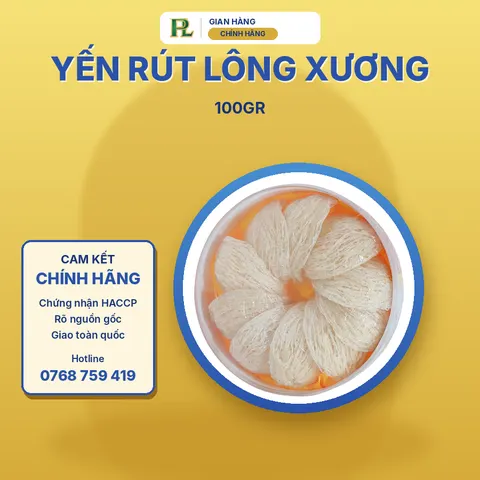 PL
GIAN HÀNG
CHÍNH HÃNG
YẾN RÚT LÔNG XƯƠNG
100GR
CAM KẾT
CHÍNH HÃNG
Chứng nhận HACCP
Rõ nguồn gốc
Giao toàn quốc
Hotline
0768 759 419